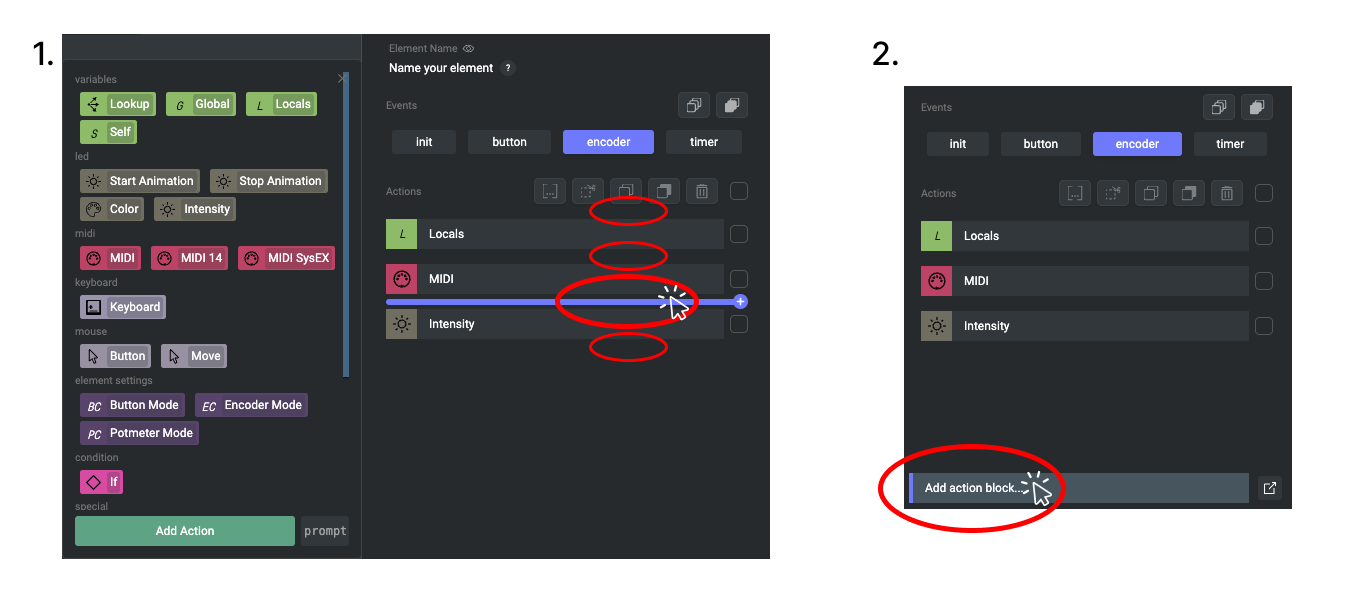 1.
variables
Lookup G Global L Locals
S Self
led
Start Animation Stop Animation
Color Intensity
midi
MIDI MIDI 14 MIDI SysEX
keyboard
Keyboard
mouse
Button Move
element settings
BC Button Mode EC Encoder Mode
PC Potmeter Mode
condition
If
special
Add Action prompt
Element Name
Name your element ?
Events
init button encoder timer
Actions [...]
L Locals
MIDI
+
Intensity
2.
Events
init button encoder timer
Actions [...]
L Locals
MIDI
Intensity
Add action block...